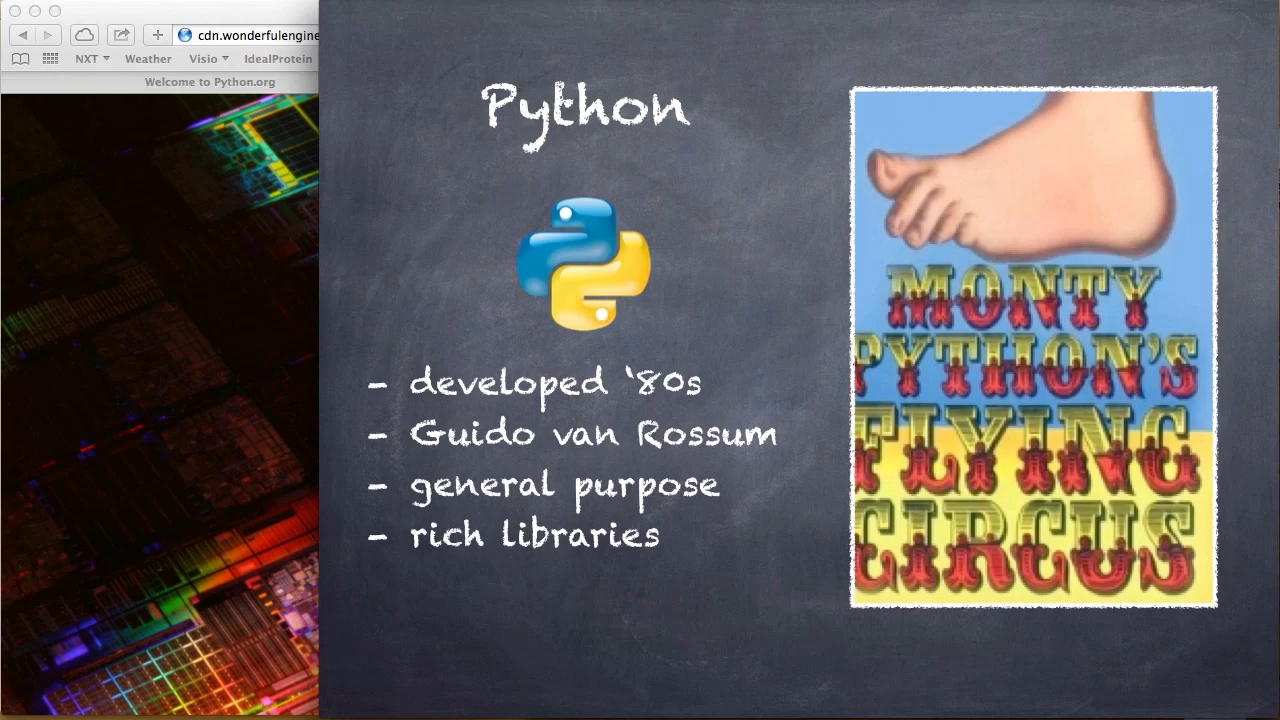 cdn.wonderfulengine
NXT Weather Visio IdealProtein
Welcome to Python.org
Python
- developed ‘80s
- Guido van Rossum
- general purpose
- rich libraries
MONTY
PYTHON'S
FLYING
CIRCUS